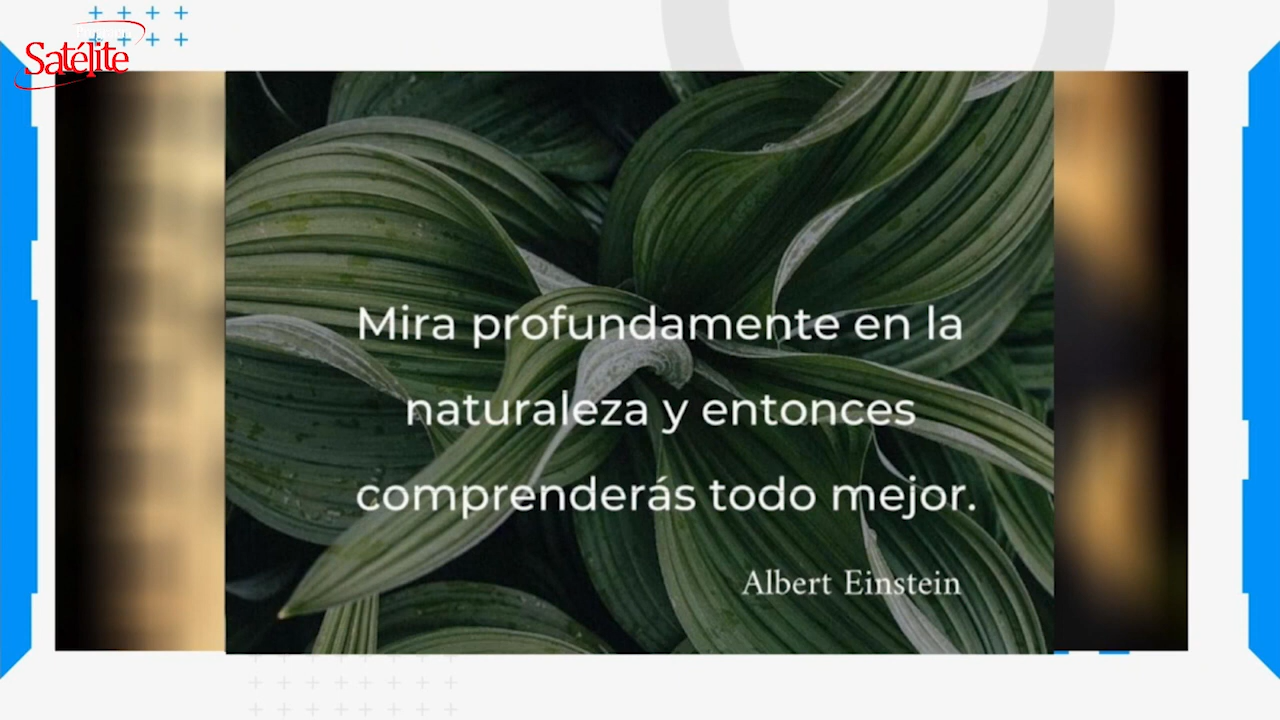 Satélite
Mira profundamente en la
naturaleza y entonces
comprenderás todo mejor.
Albert Einstein